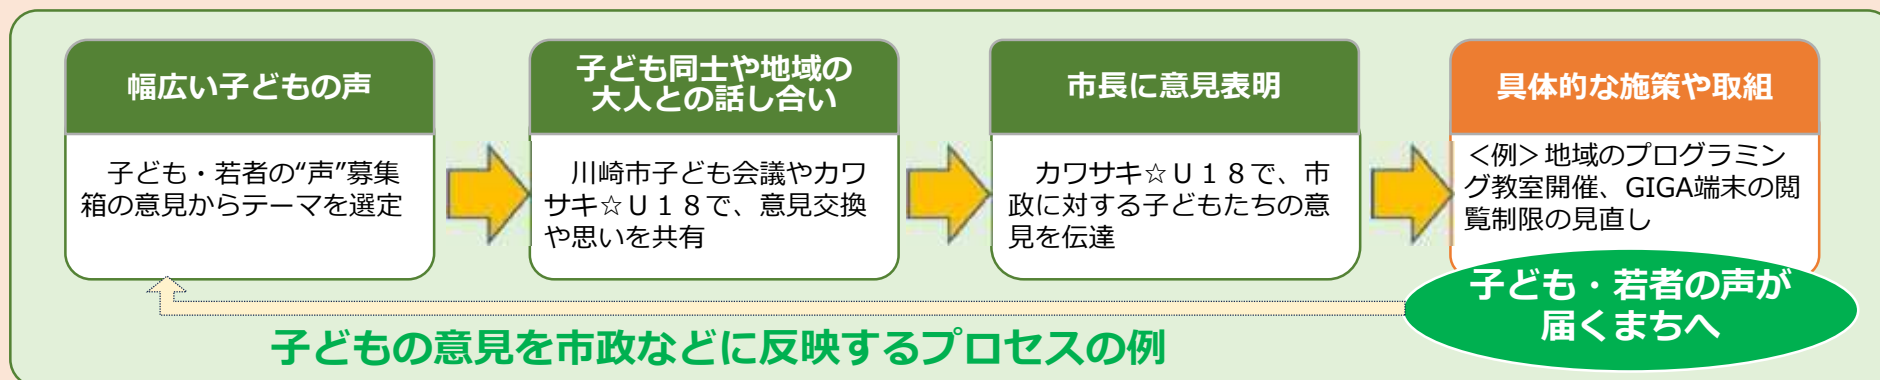 幅広い子どもの声
子ども・若者の“声”募集
箱の意見からテーマを選定
子ども同士や地域の
大人との話し合い
川崎市子ども会議やカワ
サキ☆U18で、意見交換
や思いを共有
市長に意見表明
カワサキ☆U18で、市
政に対する子どもたちの意
見を伝達
具体的な施策や取組
＜例＞地域のプログラミン
グ教室開催、GIGA端末の閲
覧制限の見直し
子ども・若者の声が
届くまちへ
子どもの意見を市政などに反映するプロセスの例